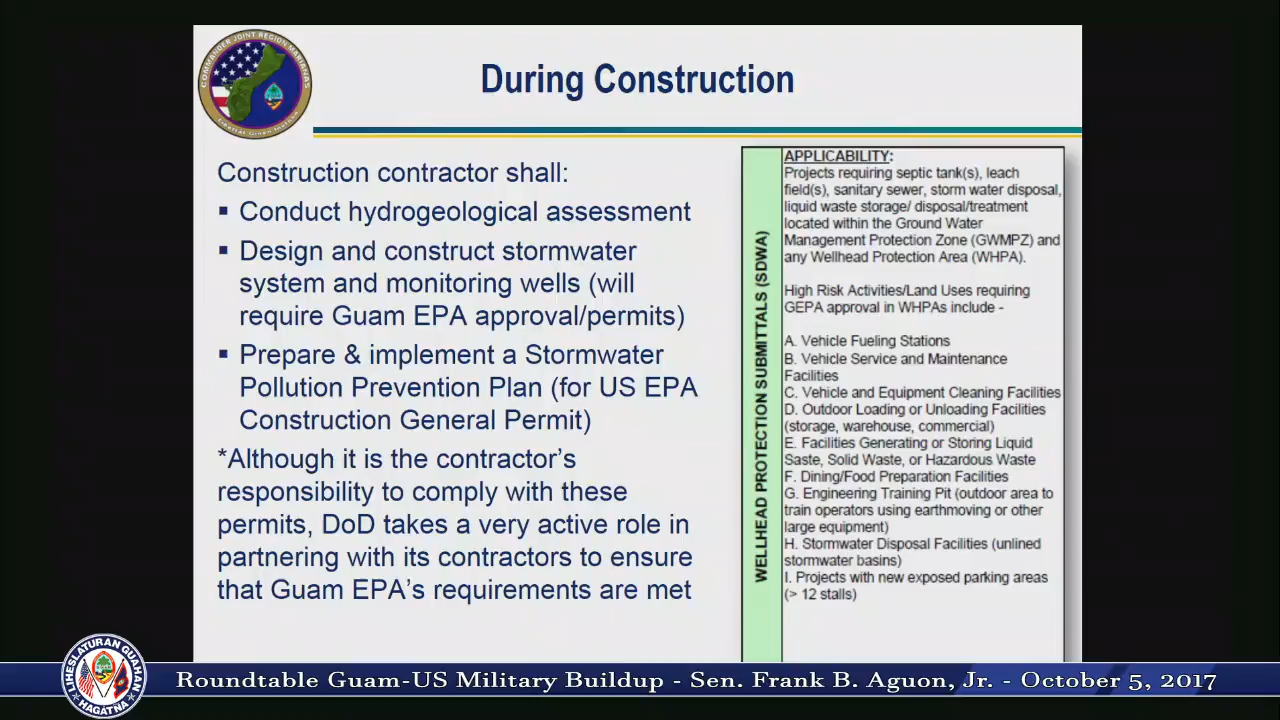 COMMANDER JOINT REGION MARIANAS
During Construction
Construction contractor shall:
▪ Conduct hydrogeological assessment
▪ Design and construct stormwater
system and monitoring wells (will
require Guam EPA approval/permits)
▪ Prepare & implement a Stormwater
Pollution Prevention Plan (for US EPA
Construction General Permit)
*Although it is the contractor's
responsibility to comply with these
permits, DoD takes a very active role in
partnering with its contractors to ensure
that Guam EPA's requirements are met
WELLHEAD PROTECTION SUBMITTALS (SDWA)
APPLICABILITY:
Projects requiring septic tank(s), leach
field(s), sanitary sewer, storm water disposal,
liquid waste storage/ disposal/treatment
located within the Ground Water
Management Protection Zone (GWMPZ) and
any Wellhead Protection Area (WHPA).
High Risk Activities/Land Uses requiring
GEPA approval in WHPAs include -
A. Vehicle Fueling Stations
B. Vehicle Service and Maintenance
Facilities
C. Vehicle and Equipment Cleaning Facilities
D. Outdoor Loading or Unloading Facilities
(storage, warehouse, commercial)
E. Facilities Generating or Storing Liquid
Saste, Solid Waste, or Hazardous Waste
F. Dining/Food Preparation Facilities
G. Engineering Training Pit (outdoor area to
train operators using earthmoving or other
large equipment)
H. Stormwater Disposal Facilities (unlined
stormwater basins)
I. Projects with new exposed parking areas
(> 12 stalls)
I LIHESLATURAN GUAHAN
HAGATNA
Roundtable Guam-US Military Buildup - Sen. Frank B. Aguon, Jr. - October 5, 2017